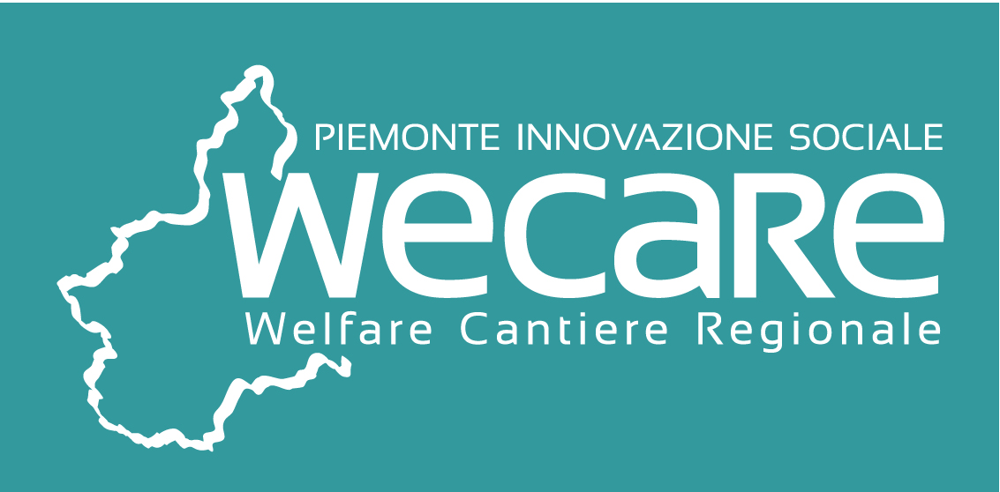 PIEMONTE INNOVAZIONE SOCIALE
wecaRe
Welfare Cantiere Regionale